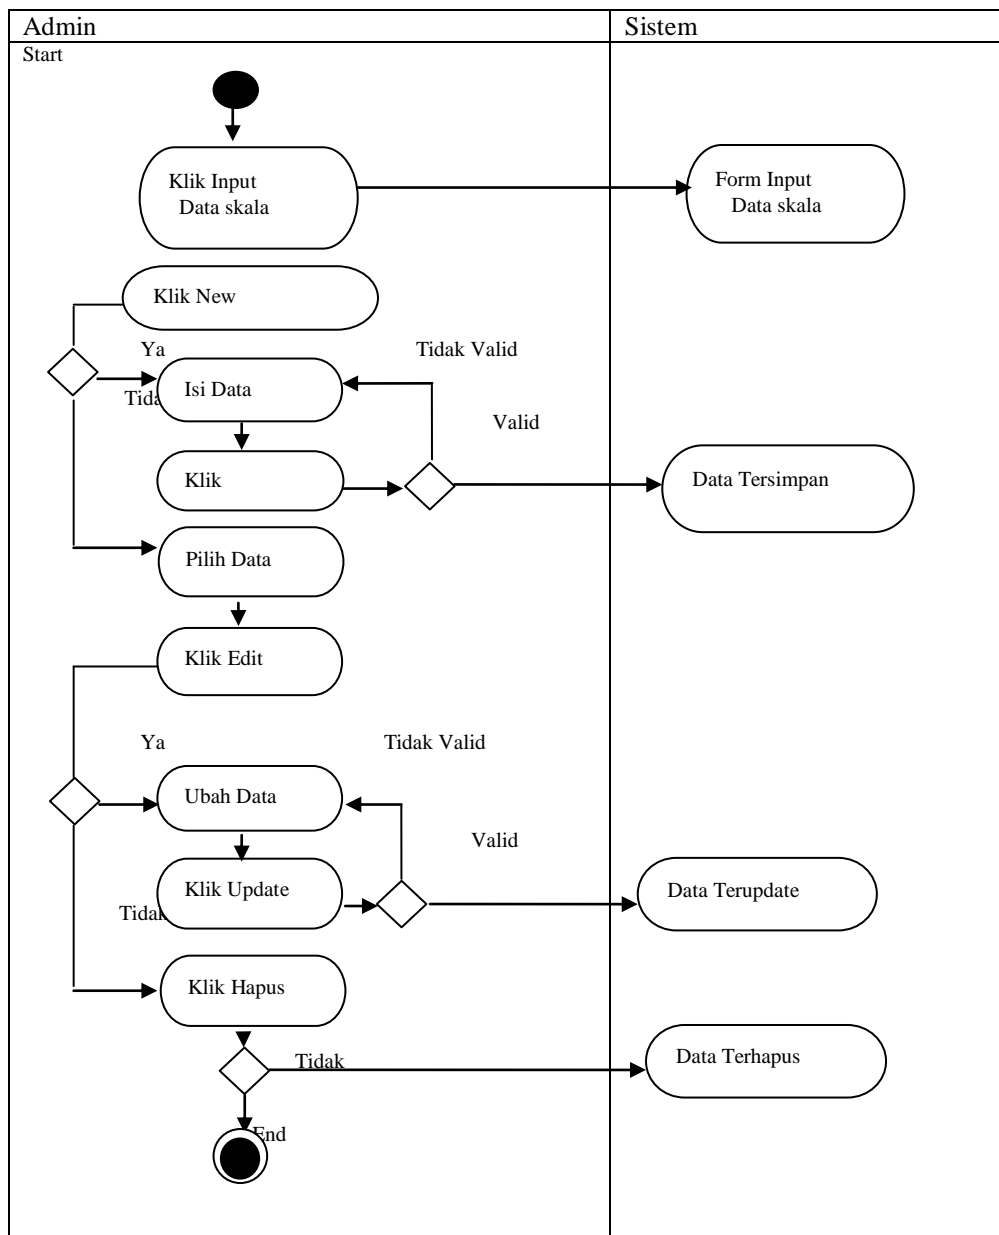 Admin
Sistem
Start
Klik Input
Data skala
Form Input
Data skala
Klik New
Ya
Tidak Valid
Isi Data
Valid
Klik
Data Tersimpan
Pilih Data
Klik Edit
Ya
Tidak Valid
Ubah Data
Valid
Klik Update
Data Terupdate
Tidak
Klik Hapus
Data Terhapus
Tidak
End